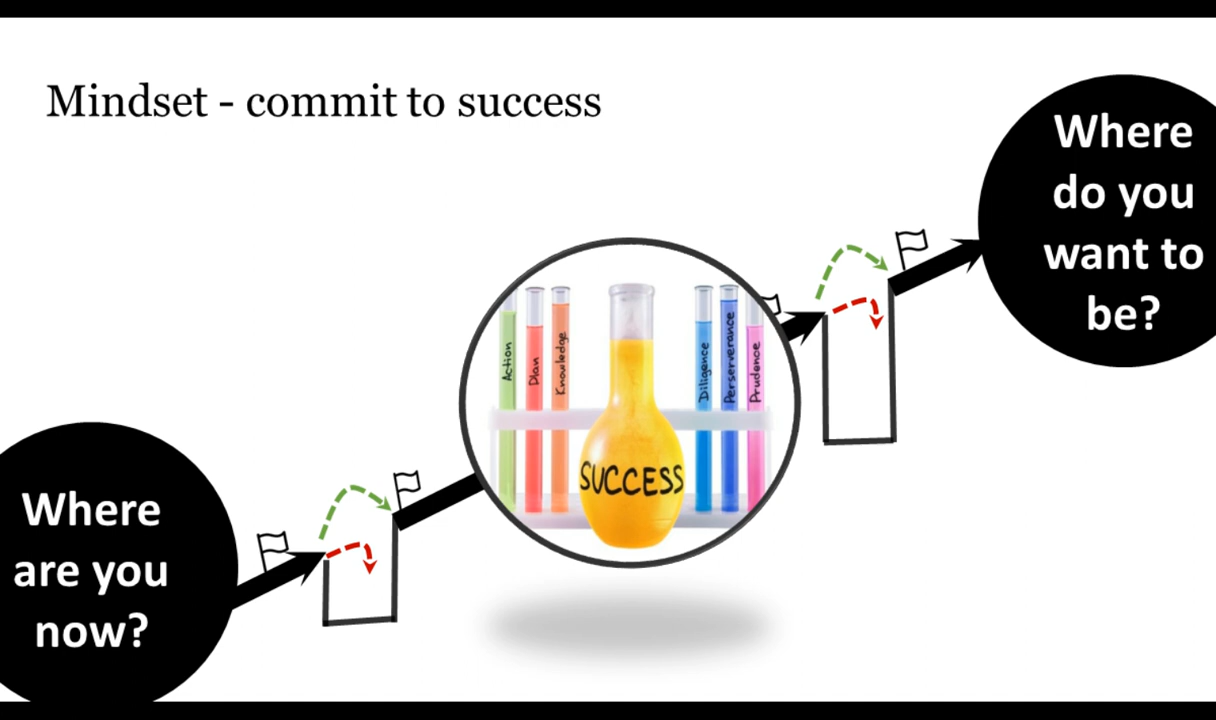 Mindset - commit to success
Where
do you
want to
be?
Action
Plan
Knowledge
SUCCESS
Diligence
Perserverance
Prudence
Where
are you
now?